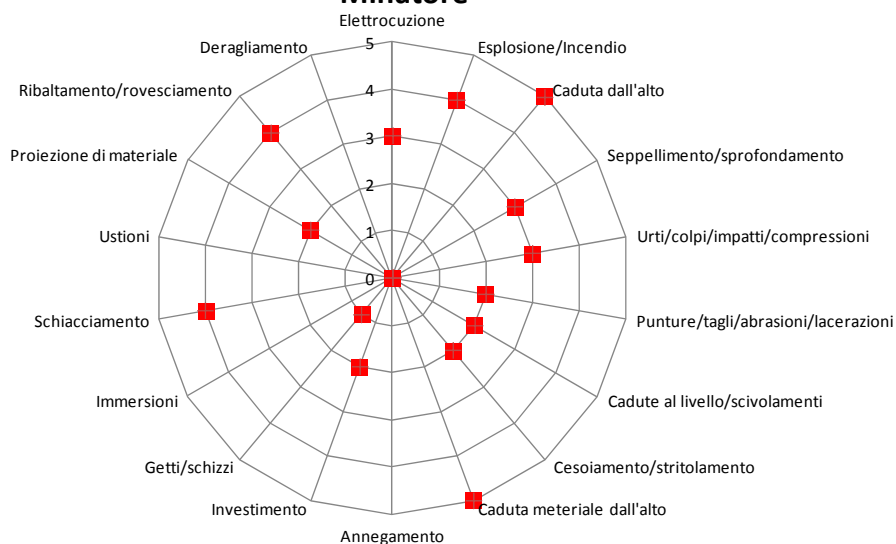 Minatore
Elettrocuzione
Deragliamento
Esplosione/Incendio
Ribaltamento/rovesciamento
Caduta dall'alto
Proiezione di materiale
Seppellimento/sprofondamento
Ustioni
Urti/colpi/impatti/compressioni
Schiacciamento
Punture/tagli/abrasioni/lacerazioni
Immersioni
Cadute al livello/scivolamenti
Getti/schizzi
Cesoiamento/stritolamento
Investimento
Caduta meteriale dall'alto
Annegamento
5
4
3
2
1
0